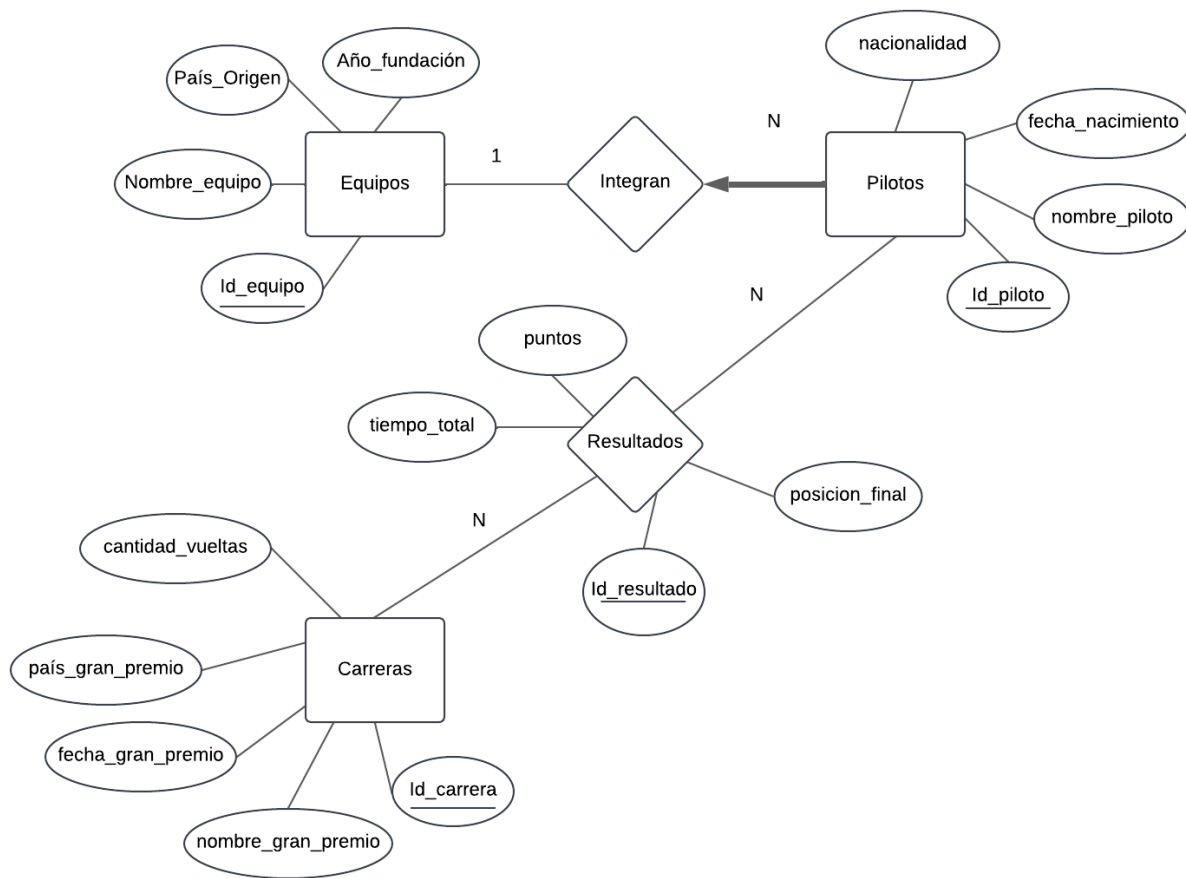 nacionalidad
Año_fundación
País_Origen
N
fecha_nacimiento
1
Nombre_equipo
Equipos
Integran
Pilotos
nombre_piloto
Id_equipo
N
Id_piloto
puntos
tiempo_total
Resultados
posicion_final
N
cantidad_vueltas
Id_resultado
país_gran_premio
Carreras
fecha_gran_premio
Id_carrera
nombre_gran_premio